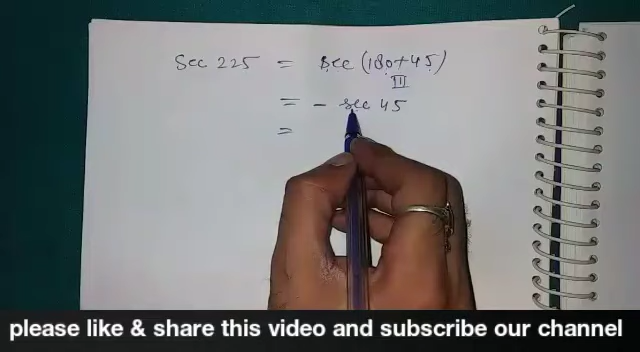 Sec 225 = Sec (180+45)
III
= - sec 45
=
please like & share this video and subscribe our channel